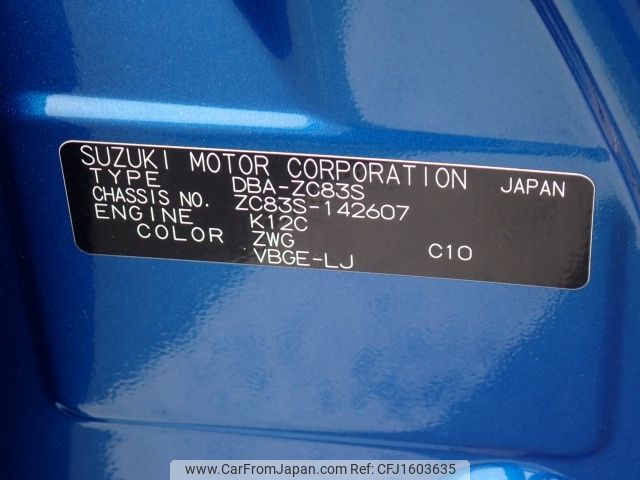 SUZUKI MOTOR CORPORATION JAPAN
TYPE DBA-ZC83S
CHASSIS NO. ZC83S-142607
ENGINE K12C
COLOR ZWG
VBGE-LJ C10
www.CarFromJapan.com CFJ1603635